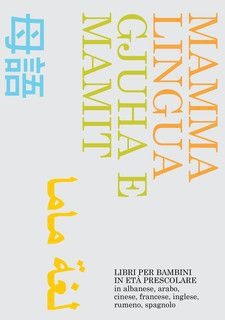 MAMMA
LINGUA
GJUHA E
MAMIT
母語
لغة ماما
LIBRI PER BAMBINI
IN ETÀ PRESCOLARE
in albanese, arabo,
cinese, francese, inglese,
rumeno, spagnolo